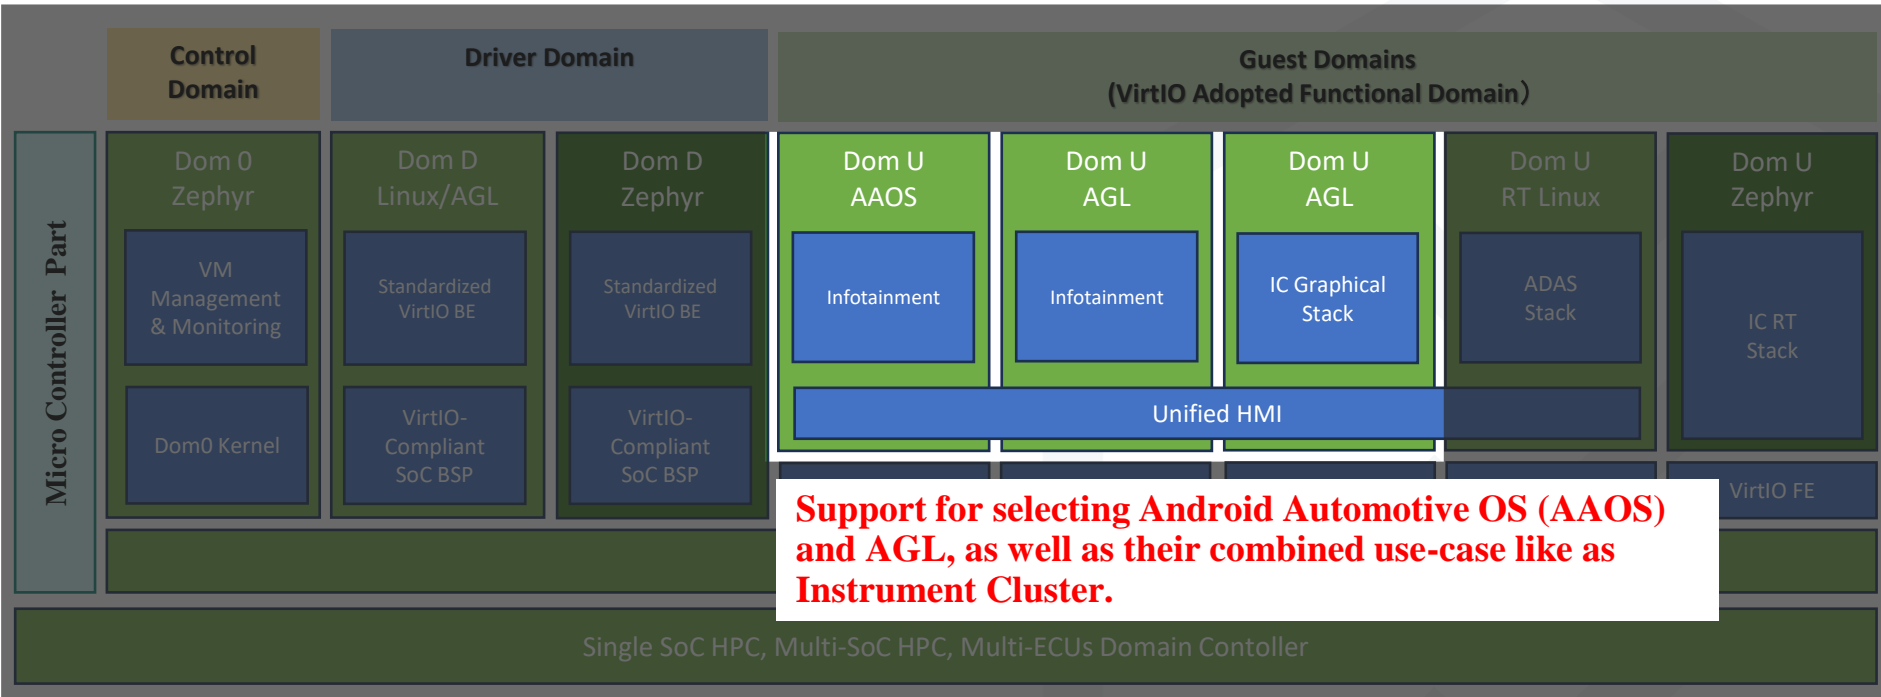 Control
Domain
Driver Domain
Guest Domains
(VirtIO Adopted Functional Domain）
Micro Controller Part
Dom 0
Zephyr
VM
Management
& Monitoring
Dom0 Kernel
Dom D
Linux/AGL
Standardized
VirtIO BE
VirtIO-
Compliant
SoC BSP
Dom D
Zephyr
Standardized
VirtIO BE
VirtIO-
Compliant
SoC BSP
Dom U
AAOS
Infotainment
Dom U
AGL
Infotainment
Dom U
AGL
IC Graphical
Stack
Dom U
RT Linux
ADAS
Stack
Unified HMI
Dom U
Zephyr
IC RT
Stack
VirtIO FE
Support for selecting Android Automotive OS (AAOS)
and AGL, as well as their combined use-case like as
Instrument Cluster.
Single SoC HPC, Multi-SoC HPC, Multi-ECUs Domain Contoller